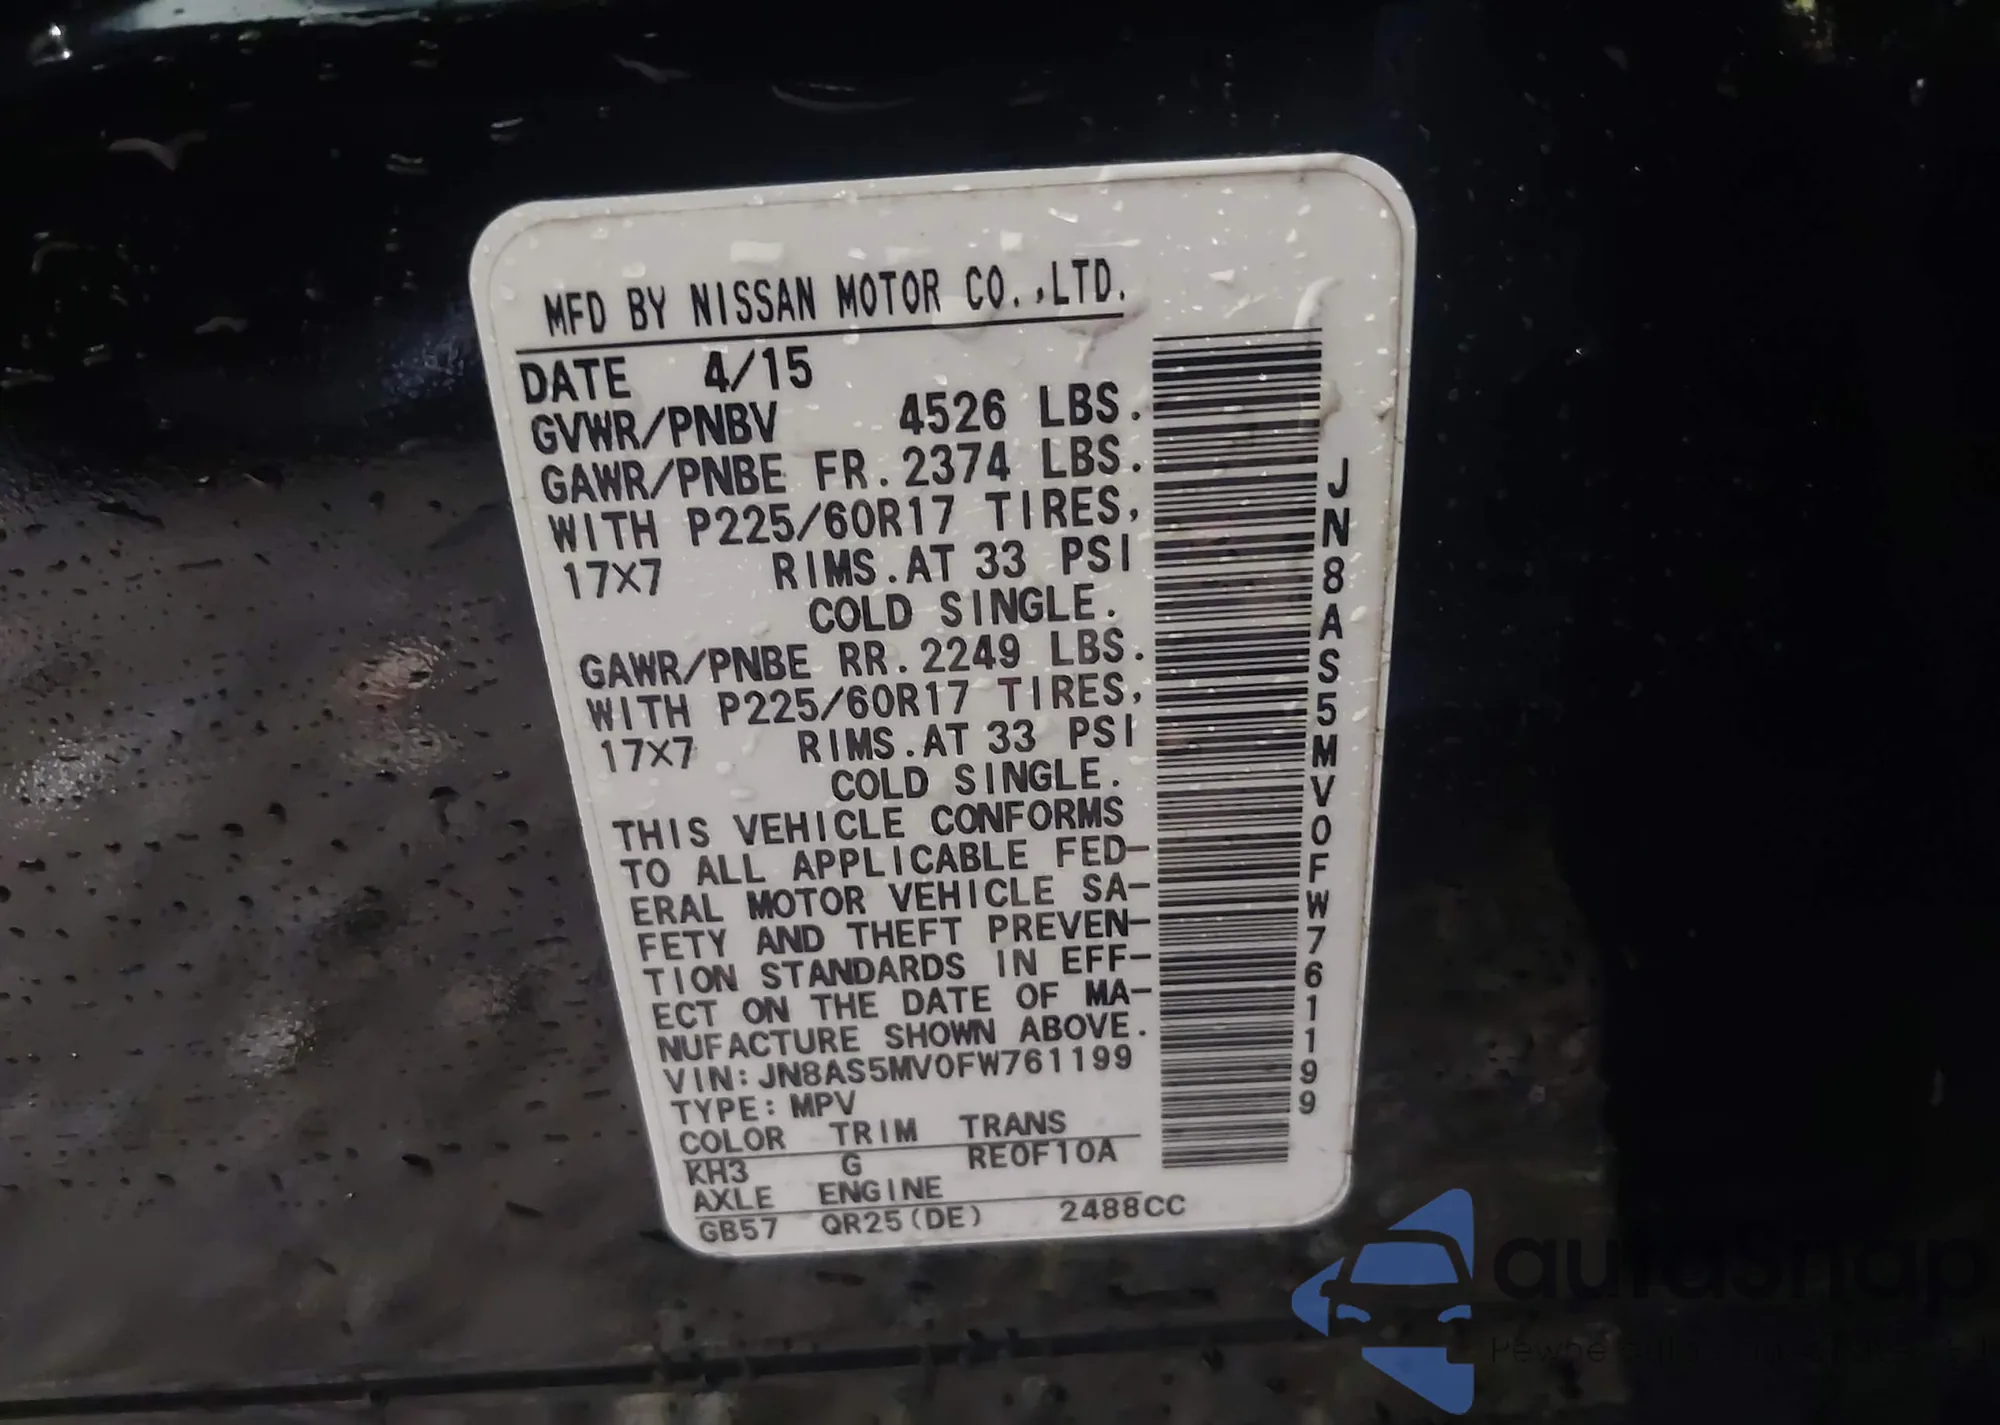 MFD BY NISSAN MOTOR CO.,LTD.
DATE 4/15
GVWR/PNBV 4526 LBS.
GAWR/PNBE FR.2374 LBS.
WITH P225/60R17 TIRES,
17X7 RIMS.AT 33 PSI
COLD SINGLE.
GAWR/PNBE RR.2249 LBS.
WITH P225/60R17 TIRES,
17X7 RIMS.AT 33 PSI
COLD SINGLE.
THIS VEHICLE CONFORMS
TO ALL APPLICABLE FED-
ERAL MOTOR VEHICLE SA-
FETY AND THEFT PREVEN-
TION STANDARDS IN EFF-
ECT ON THE DATE OF MA-
NUFACTURE SHOWN ABOVE.
VIN:JN8AS5MV0FW761199
TYPE:MPV
COLOR TRIM TRANS
KH3 G RE0F10A
AXLE ENGINE
GB57 QR25(DE) 2488CC
JN8AS5MV0FW761199
aurasnap